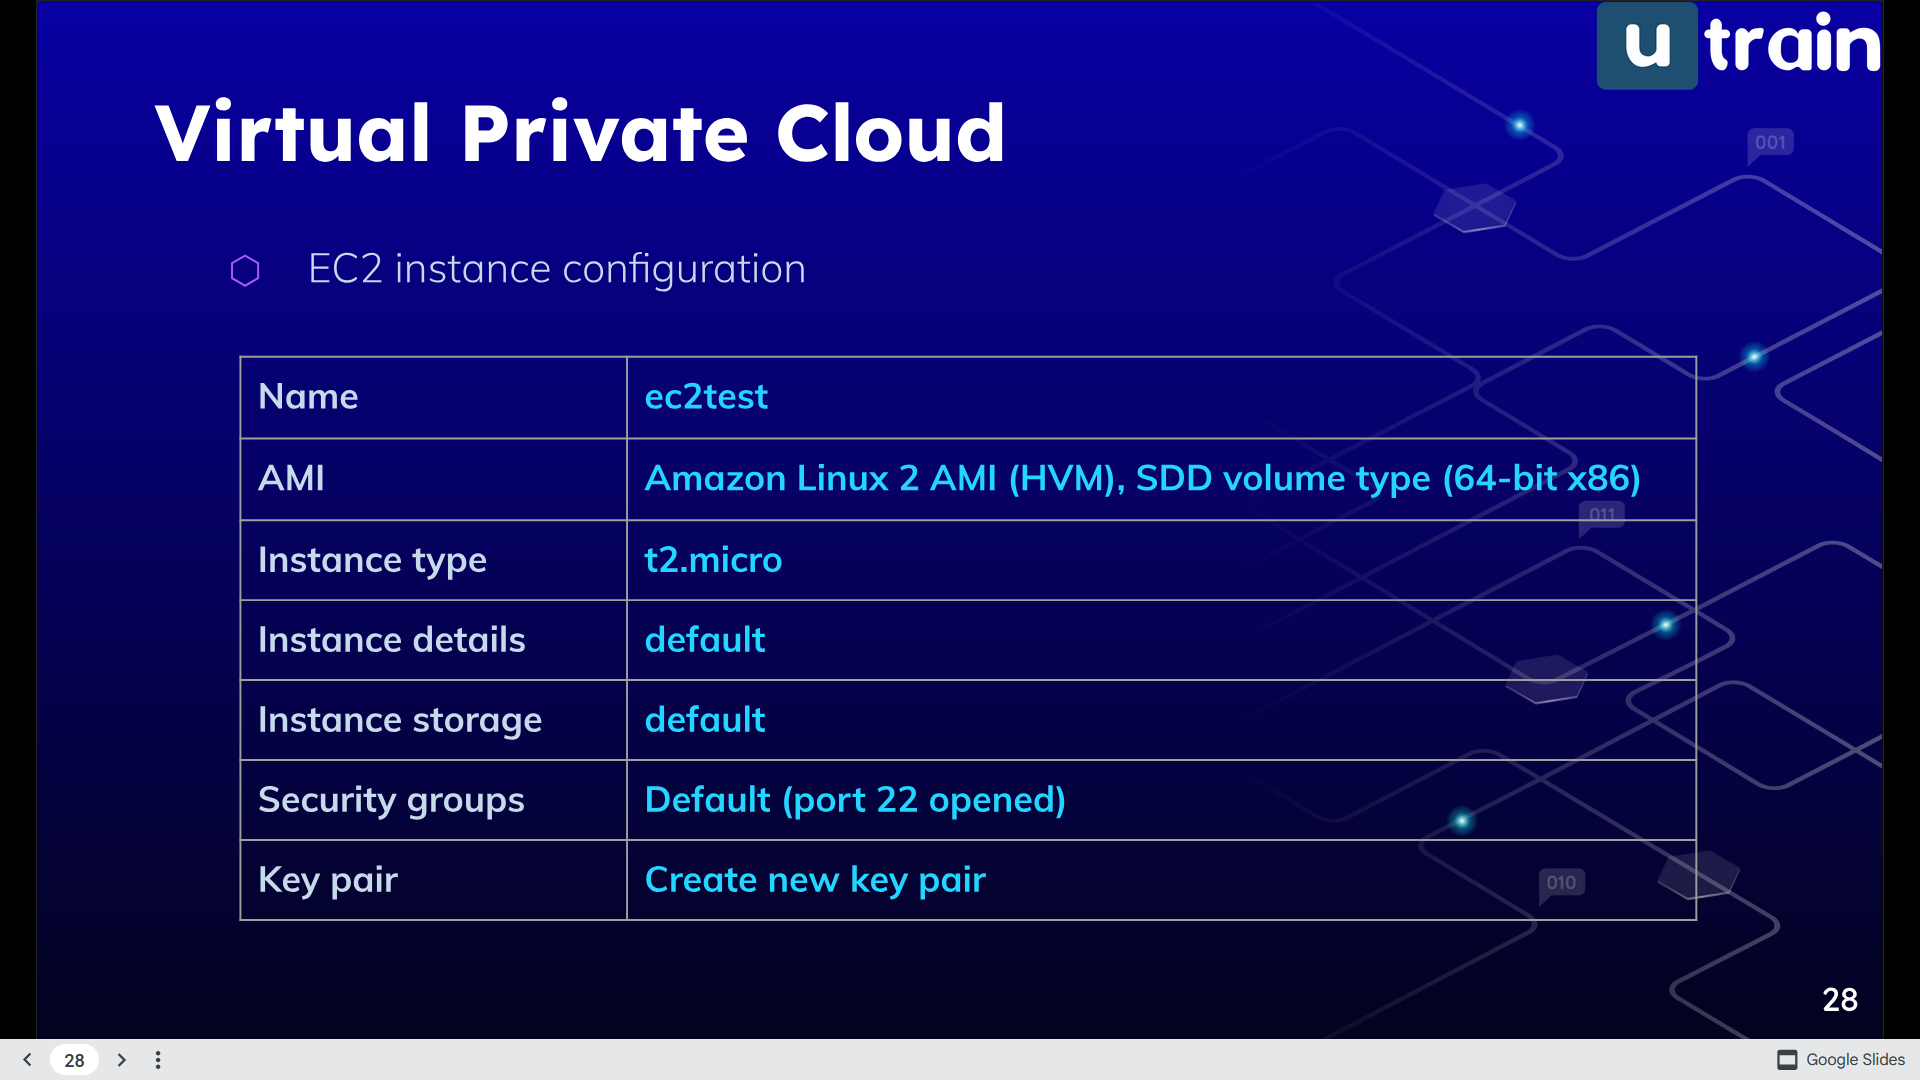 u train
001
Virtual Private Cloud
EC2 instance configuration
Name ec2test
AMI Amazon Linux 2 AMI (HVM), SDD volume type (64-bit x86)
011
Instance type t2.micro
Instance details default
Instance storage default
Security groups Default (port 22 opened)
Key pair Create new key pair
010
28
28
Google Slides